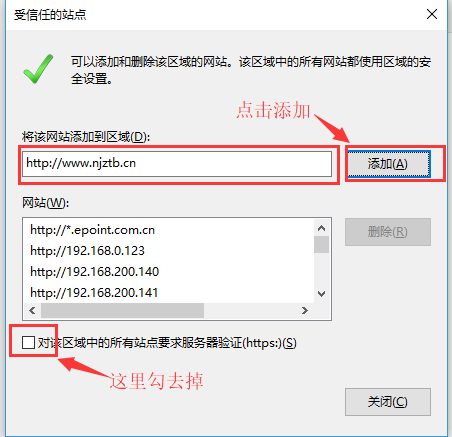 受信任的站点
可以添加和删除该区域的网站。该区域中的所有网站都使用区域的安
全设置。
点击添加
将该网站添加到区域(D):
http://www.njztb.cn
添加(A)
网站(W):
http://*.epoint.com.cn
http://192.168.0.123
http://192.168.200.140
http://192.168.200.141
删除(R)
对该区域中的所有站点要求服务器验证(https:)(S)
这里勾去掉
关闭(C)